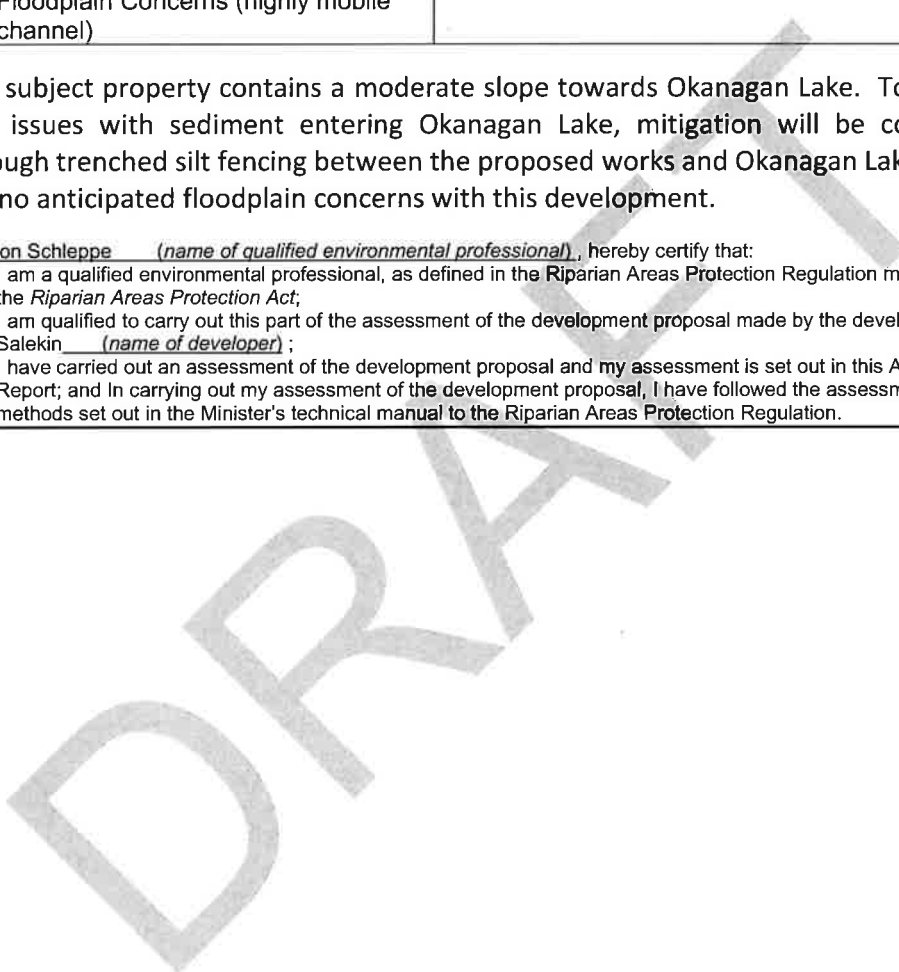 Floodplain Concerns (highly mobile
channel)
subject property contains a moderate slope towards Okanagan Lake. To
issues with sediment entering Okanagan Lake, mitigation will be
through trenched silt fencing between the proposed works and Okanagan
no anticipated floodplain concerns with this development.
on Schleppe (name of qualified environmental professional), hereby certify that:
am a qualified environmental professional, as defined in the Riparian Areas Protection Regulation
the Riparian Areas Protection Act;
am qualified to carry out this part of the assessment of the development proposal made by the
Salekin (name of developer) ;
have carried out an assessment of the development proposal and my assessment is set out in this
Report; and In carrying out my assessment of the development proposal, I have followed the
methods set out in the Minister's technical manual to the Riparian Areas Protection Regulation.
DRAFT